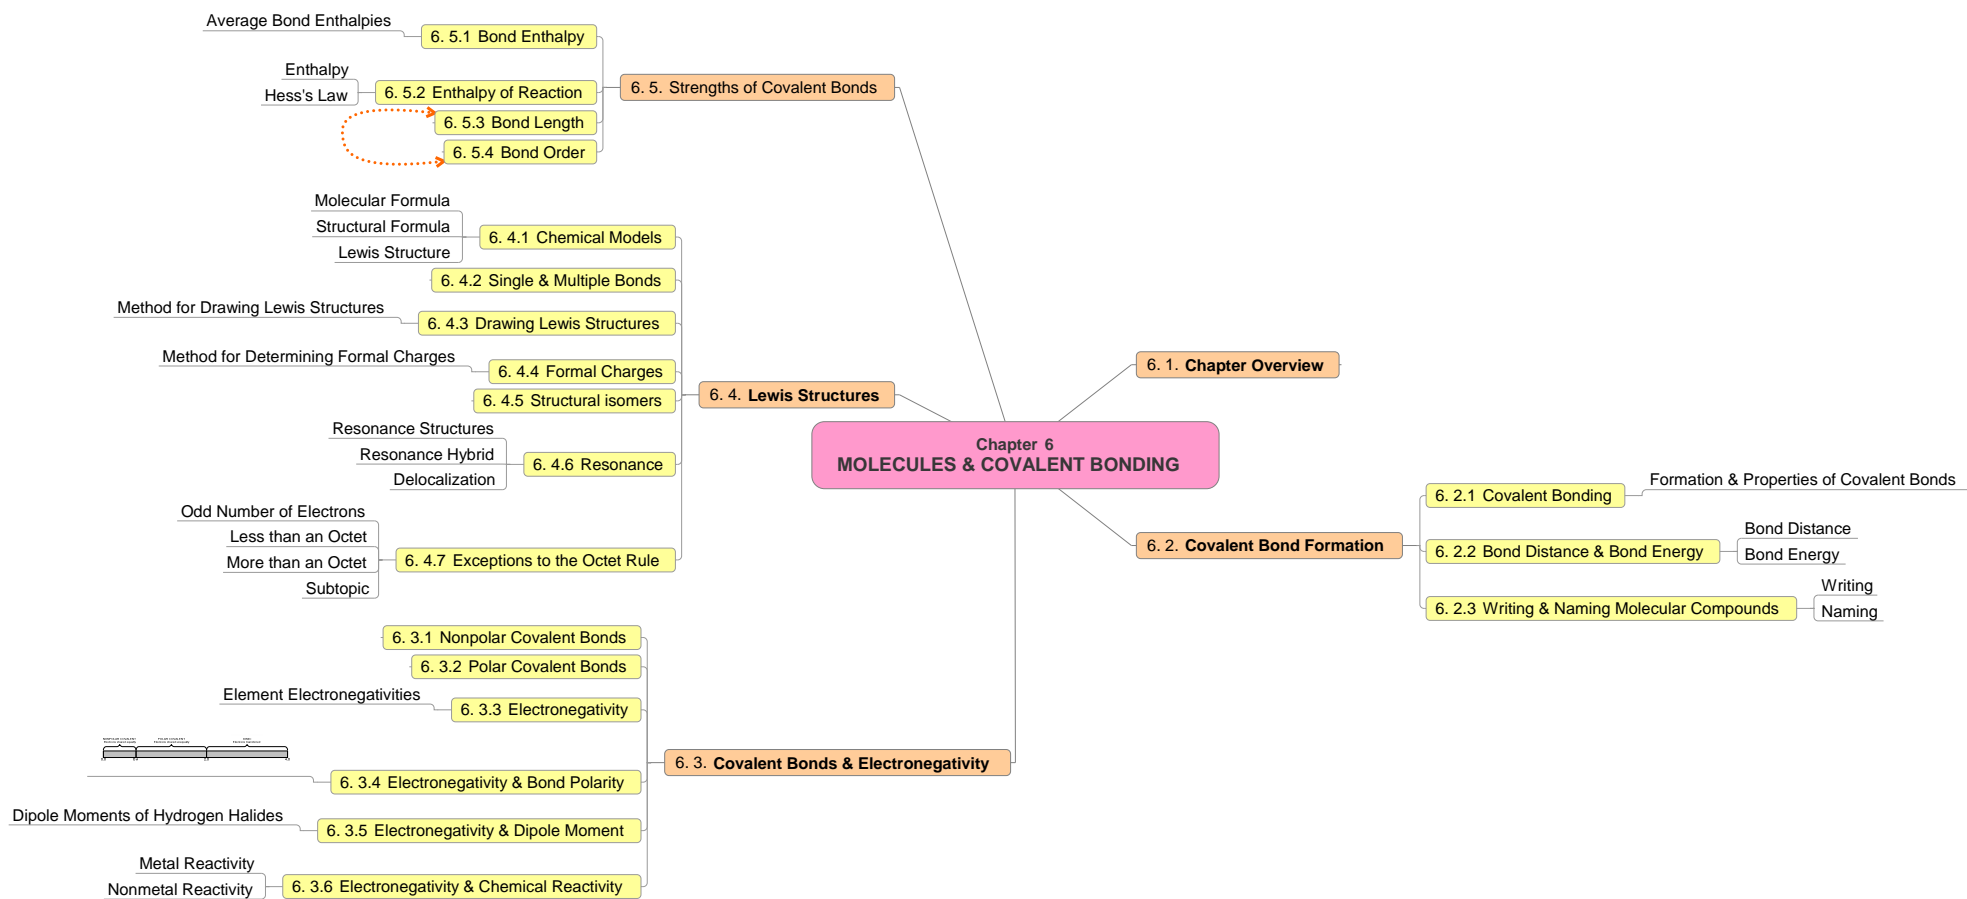 Chapter 6
MOLECULES & COVALENT BONDING
6. 1. Chapter Overview
6. 2. Covalent Bond Formation
6. 2.1 Covalent Bonding
Formation & Properties of Covalent Bonds
6. 2.2 Bond Distance & Bond Energy
Bond Distance
Bond Energy
6. 2.3 Writing & Naming Molecular Compounds
Writing
Naming
6. 3. Covalent Bonds & Electronegativity
6. 3.1 Nonpolar Covalent Bonds
6. 3.2 Polar Covalent Bonds
6. 3.3 Electronegativity
Element Electronegativities
6. 3.4 Electronegativity & Bond Polarity
6. 3.5 Electronegativity & Dipole Moment
Dipole Moments of Hydrogen Halides
6. 3.6 Electronegativity & Chemical Reactivity
Metal Reactivity
Nonmetal Reactivity
6. 4. Lewis Structures
6. 4.1 Chemical Models
Molecular Formula
Structural Formula
Lewis Structure
6. 4.2 Single & Multiple Bonds
6. 4.3 Drawing Lewis Structures
Method for Drawing Lewis Structures
6. 4.4 Formal Charges
Method for Determining Formal Charges
6. 4.5 Structural isomers
6. 4.6 Resonance
Resonance Structures
Resonance Hybrid
Delocalization
6. 4.7 Exceptions to the Octet Rule
Odd Number of Electrons
Less than an Octet
More than an Octet
Subtopic
6. 5. Strengths of Covalent Bonds
6. 5.1 Bond Enthalpy
Average Bond Enthalpies
6. 5.2 Enthalpy of Reaction
Enthalpy
Hess's Law
6. 5.3 Bond Length
6. 5.4 Bond Order